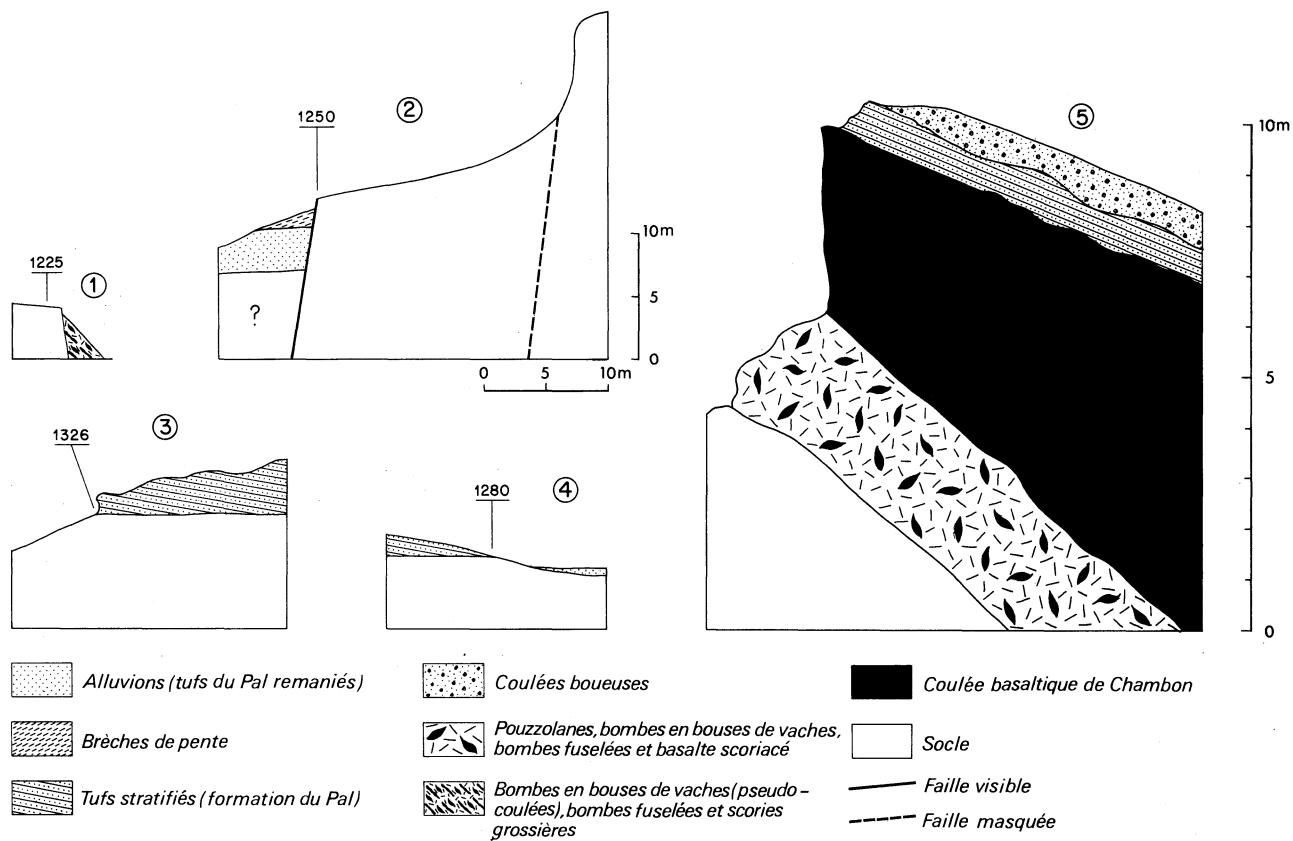 ①
1225
②
1250
10m
5
0
0 5 10m
③
1326
④
1280
?
⑤
10m
5
0
Alluvions (tufs du Pal remaniés)
Brèches de pente
Tufs stratifiés (formation du Pal)
Coulées boueuses
Pouzzolanes, bombes en bouses de vaches,
bombes fuselées et basalte scoriacé
Bombes en bouses de vaches (pseudo-
coulées), bombes fuselées et scories
grossières
Coulée basaltique de Chambon
Socle
Faille visible
Faille masquée